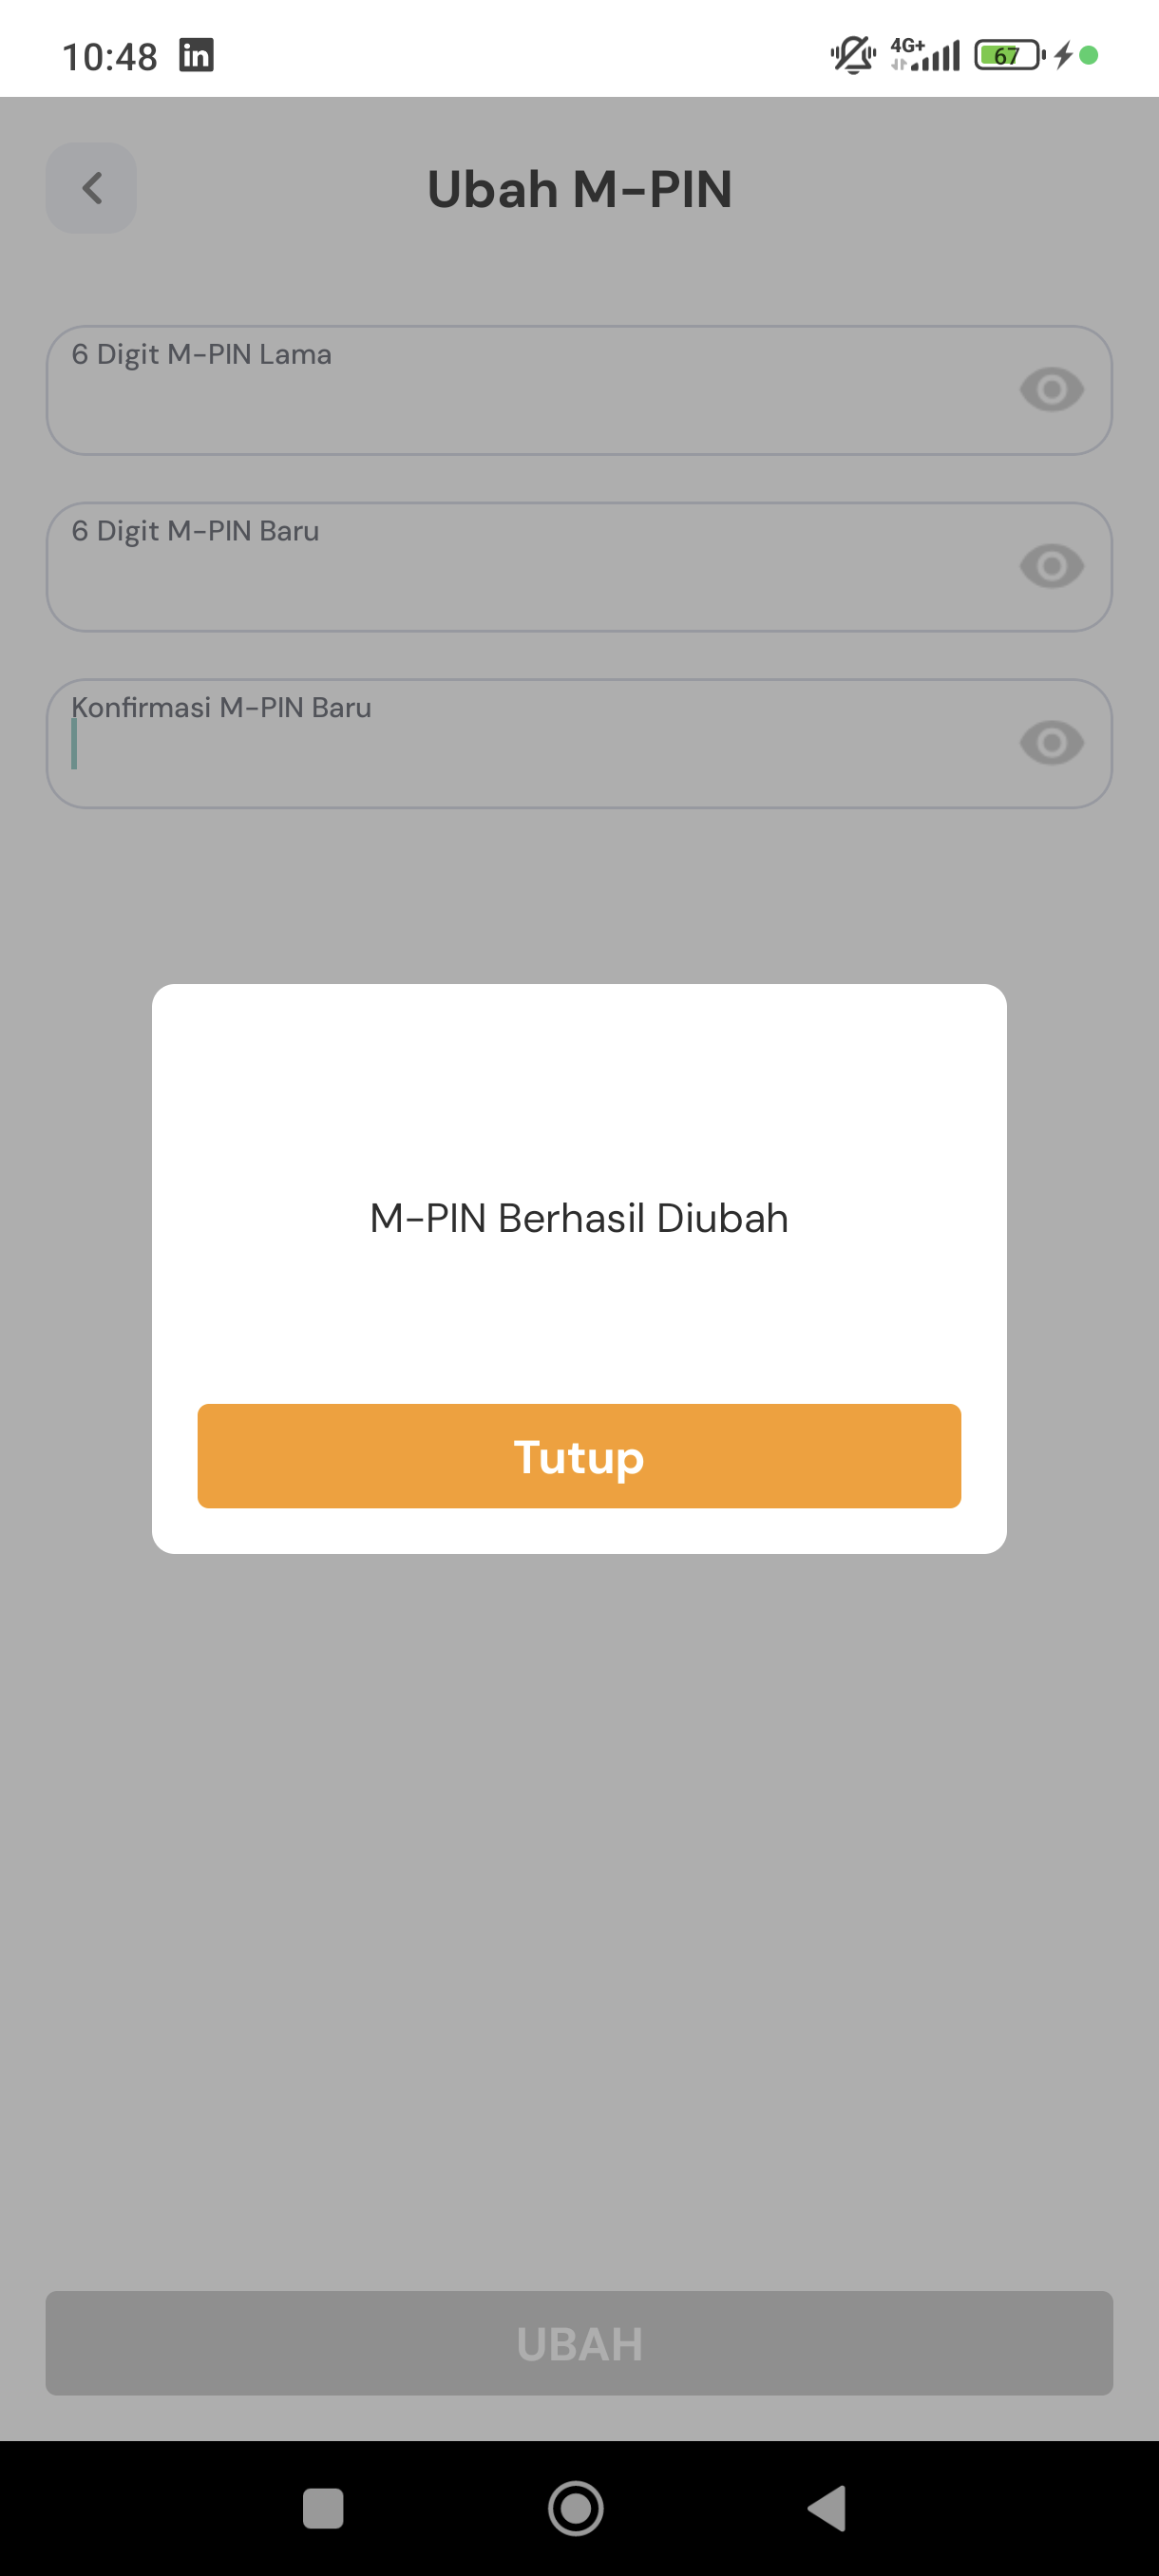 10:48 in 4G+ 67
Ubah M-PIN
6 Digit M-PIN Lama
6 Digit M-PIN Baru
Konfirmasi M-PIN Baru
M-PIN Berhasil Diubah
Tutup
UBAH